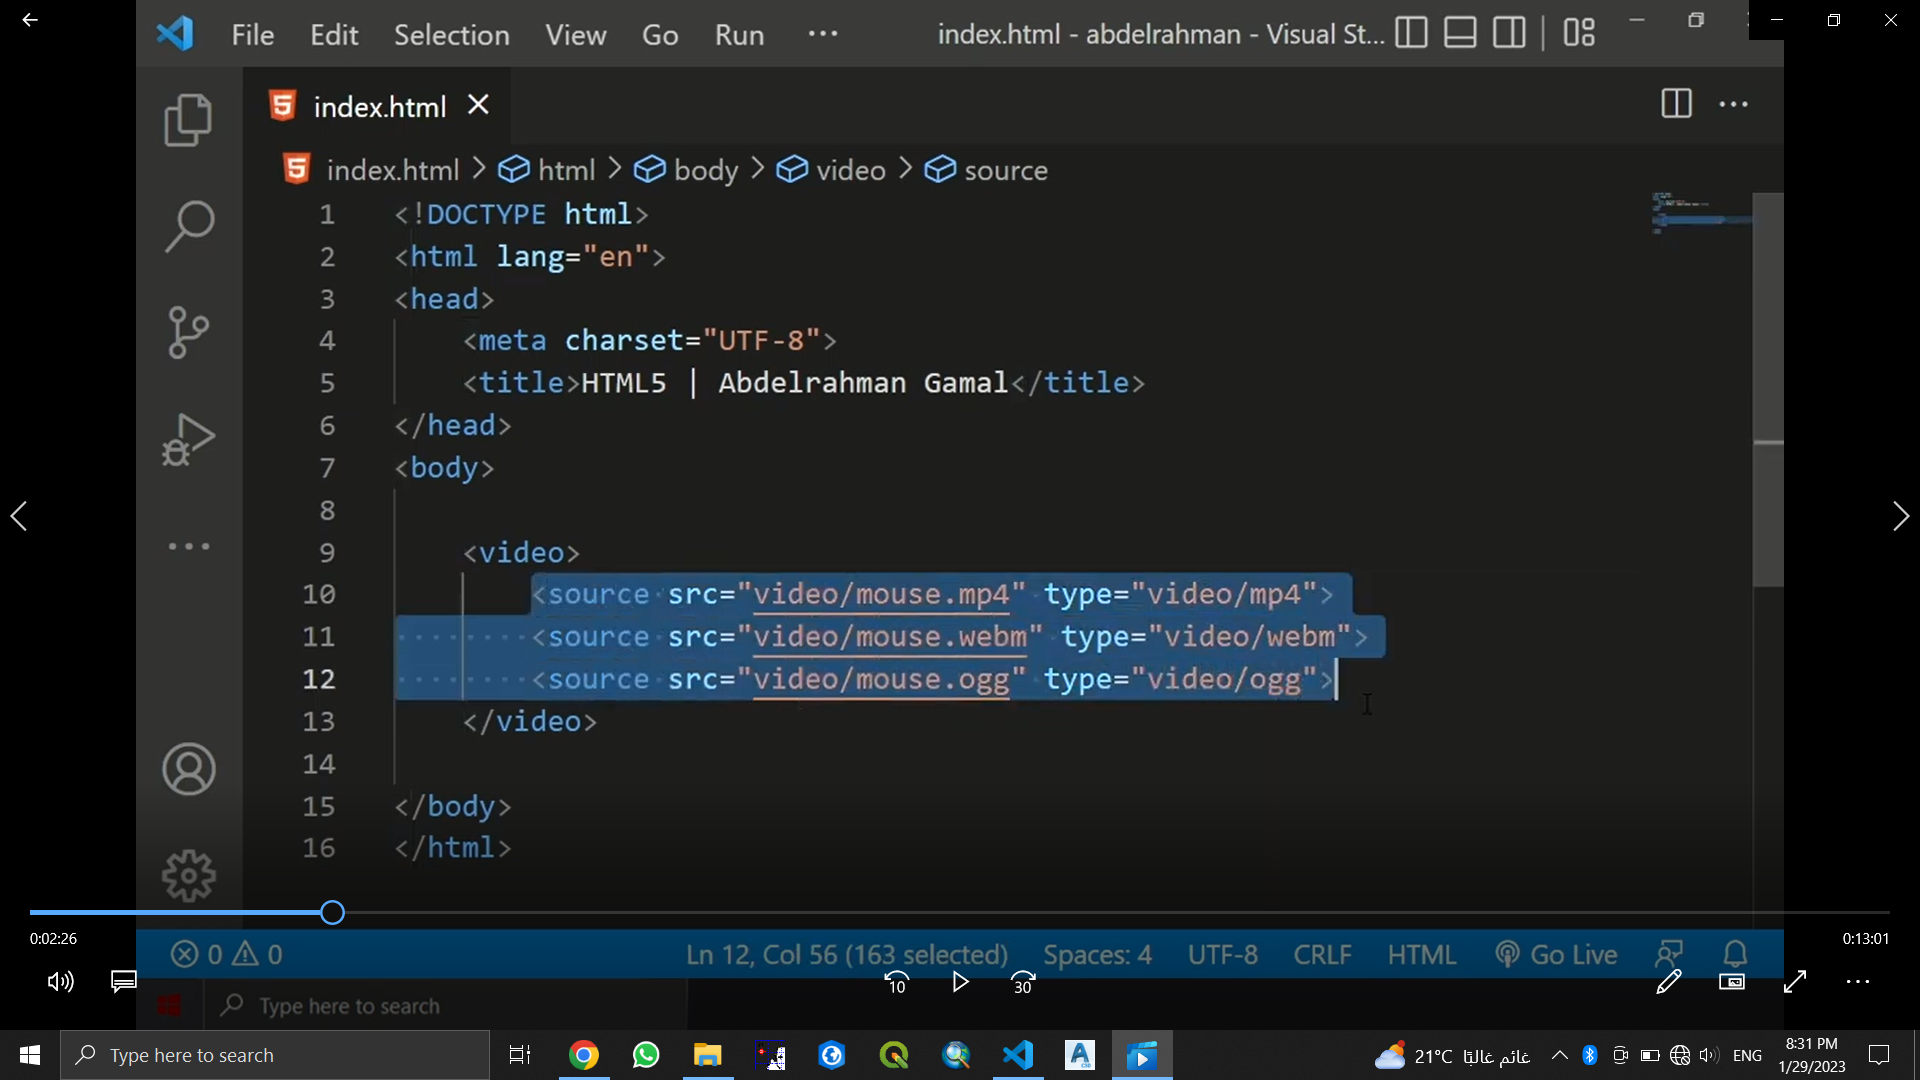 File Edit Selection View Go Run ··· index.html - abdelrahman - Visual St...
index.html
index.html > html > body > video > source
1 <!DOCTYPE html>
2 <html lang="en">
3 <head>
4 <meta charset="UTF-8">
5 <title>HTML5 | Abdelrahman Gamal</title>
6 </head>
7 <body>
8
9 <video>
10 <source src="video/mouse.mp4" type="video/mp4">
11 <source src="video/mouse.webm" type="video/webm">
12 <source src="video/mouse.ogg" type="video/ogg">
13 </video>
14
15 </body>
16 </html>
0:02:26 0:13:01
0 0 Ln 12, Col 56 (163 selected) Spaces: 4 UTF-8 CRLF HTML Go Live
10 30
Type here to search
Type here to search 21°C غائم غالبًا ENG 8:31 PM
1/29/2023